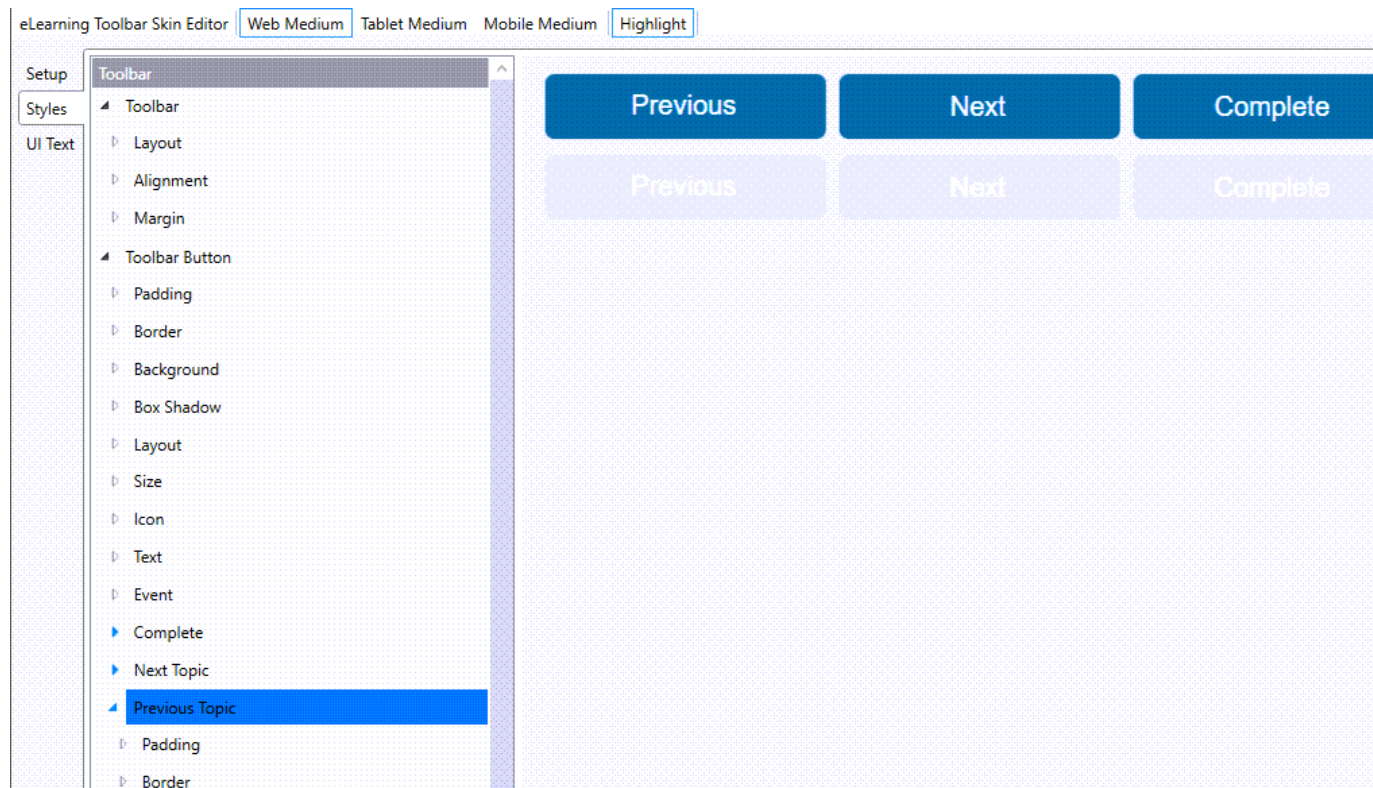 eLearning Toolbar Skin Editor Web Medium Tablet Medium Mobile Medium Highlight
Setup
Styles
UI Text
Toolbar
Toolbar
Layout
Alignment
Margin
Toolbar Button
Padding
Border
Background
Box Shadow
Layout
Size
Icon
Text
Event
Complete
Next Topic
Previous Topic
Padding
Border
Previous Next Complete
Previous Next Complete